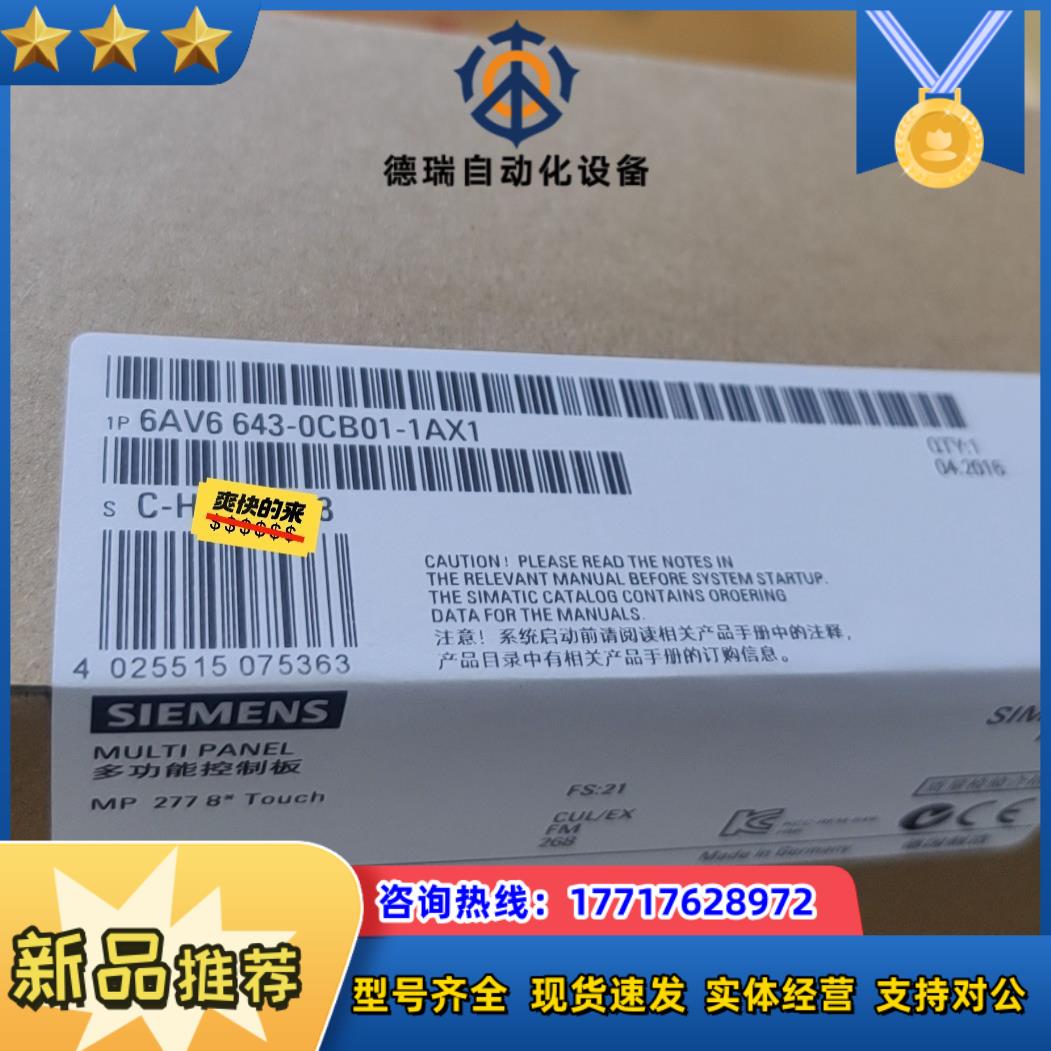 德瑞自动化设备
1P 6AV6 643-0CB01-1AX1
QTY:1
04.2016
S C-H
爽快的来
$$$$$$
3
CAUTION! PLEASE READ THE NOTES IN
THE RELEVANT MANUAL BEFORE SYSTEM STARTUP.
THE SIMATIC CATALOG CONTAINS ORDERING
DATA FOR THE MANUALS.
注意！系统启动前请阅读相关产品手册中的注释，
产品目录中有相关产品手册的订购信息。
4 025515 075363
SIEMENS
SIM
MULTI PANEL
多功能控制板
MP 277 8" Touch
FS:21
CUL/EX
FM
268
Made in Germany
咨询热线：17717628972
新品推荐
型号齐全 现货速发 实体经营 支持对公